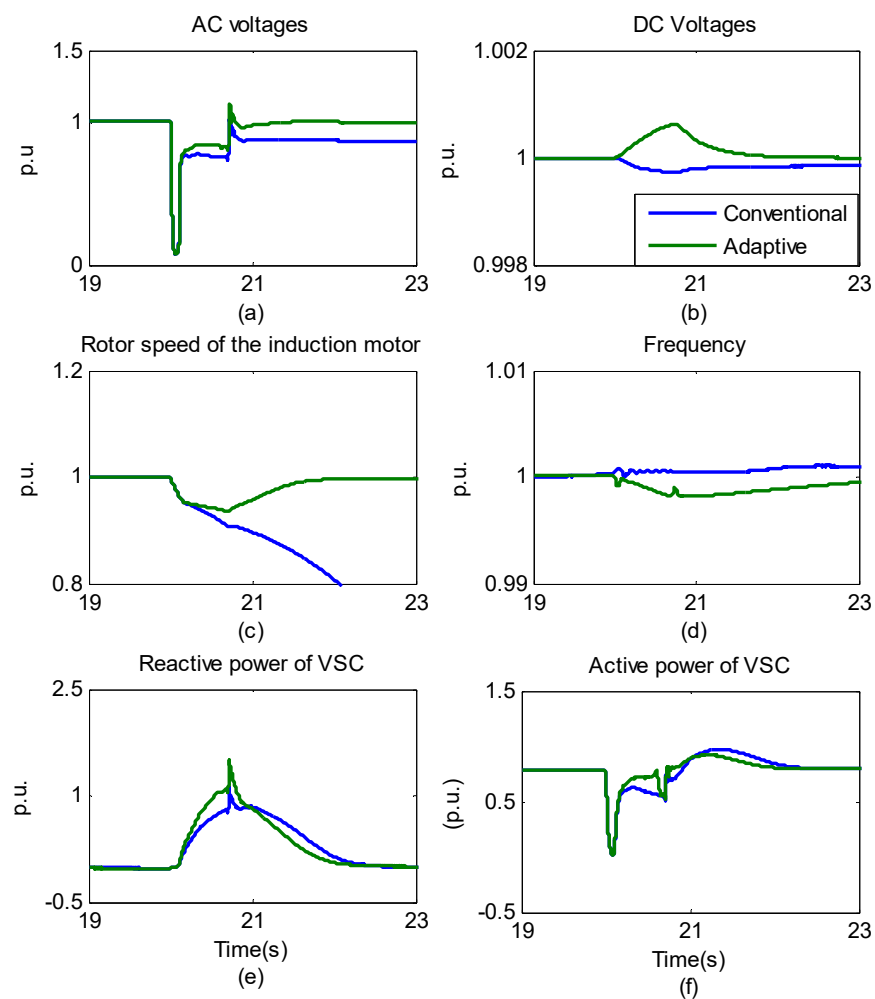 AC voltages
1.5
1
0
p.u
19
21
23
(a)
DC Voltages
1.002
1
0.998
p.u.
Conventional
Adaptive
19
21
23
(b)
Rotor speed of the induction motor
1.2
1
0.8
p.u.
19
21
23
(c)
Frequency
1.01
1
0.99
p.u.
19
21
23
(d)
Reactive power of VSC
2.5
1
-0.5
p.u.
19
21
23
Time(s)
(e)
Active power of VSC
1.5
0.5
-0.5
(p.u.)
19
21
23
Time(s)
(f)